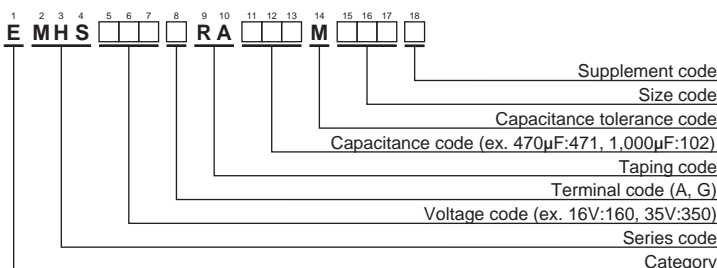 1 2 3 4 5 6 7 8 9 10 11 12 13 14 15 16 17 18
E MHS □□□ □ RA □□□ M □□□ □
Supplement code
Size code
Capacitance tolerance code
Capacitance code (ex. 470μF:471, 1,000μF:102)
Taping code
Terminal code (A, G)
Voltage code (ex. 16V:160, 35V:350)
Series code
Category